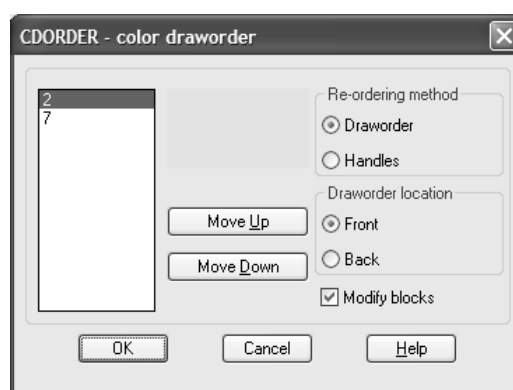 CDORDER - color draworder
2
7
Move Up
Move Down
Re-ordering method
Draworder
Handles
Draworder location
Front
Back
Modify blocks
OK
Cancel
Help